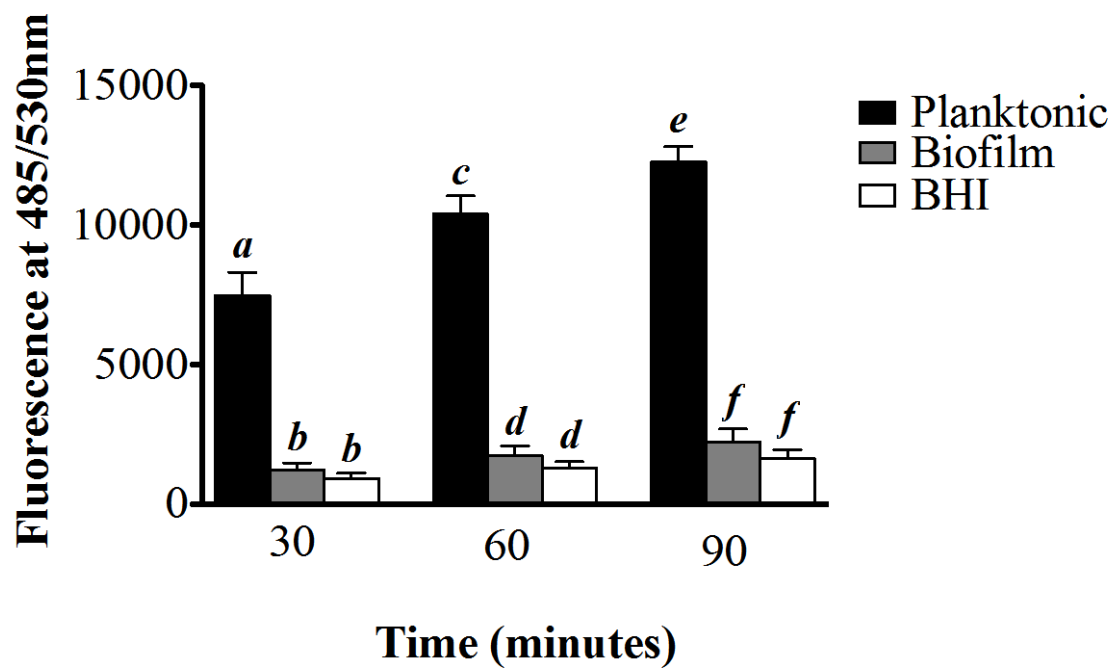 Fluorescence at 485/530nm
15000
10000
5000
0
a
b
b
c
d
d
e
f
f
30
60
90
Time (minutes)
Planktonic
Biofilm
BHI